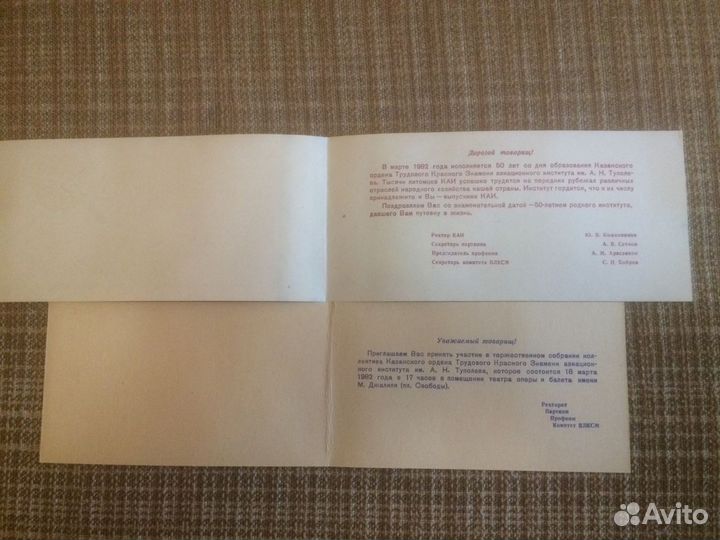 Дорогой товарищ!
В марте 1982 года исполняется 50 лет со дня образования Казанского
ордена Трудового Красного Знамени авиационного института им. А. Н. Туполе-
ва. Тысячи питомцев КАИ успешно трудятся на передних рубежах различных
отраслей народного хозяйства нашей страны. Институт гордится, что к их числу
принадлежите и Вы — выпускник КАИ.
Поздравляем Вас со знаменательной датой — 50-летием родного института,
давшего Вам путевку в жизнь.
Ректор КАИ Ю. В. Кожевников
Секретарь парткома А. В.
Председатель профкома А. И.
Секретарь комитета ВЛКСМ С. Н.
Уважаемый товарищ!
Приглашаем Вас принять участие в торжественном собрании кол-
лектива Казанского ордена Трудового Красного Знамени авиацион-
ного института им. А. Н. Туполева, которое состоится 18 марта
1982 года в 17 часов в помещении театра оперы и балета имени
М. Джалиля (пл. Свободы).
Ректорат
Партком
Профком
Комитет ВЛКСМ
Avito